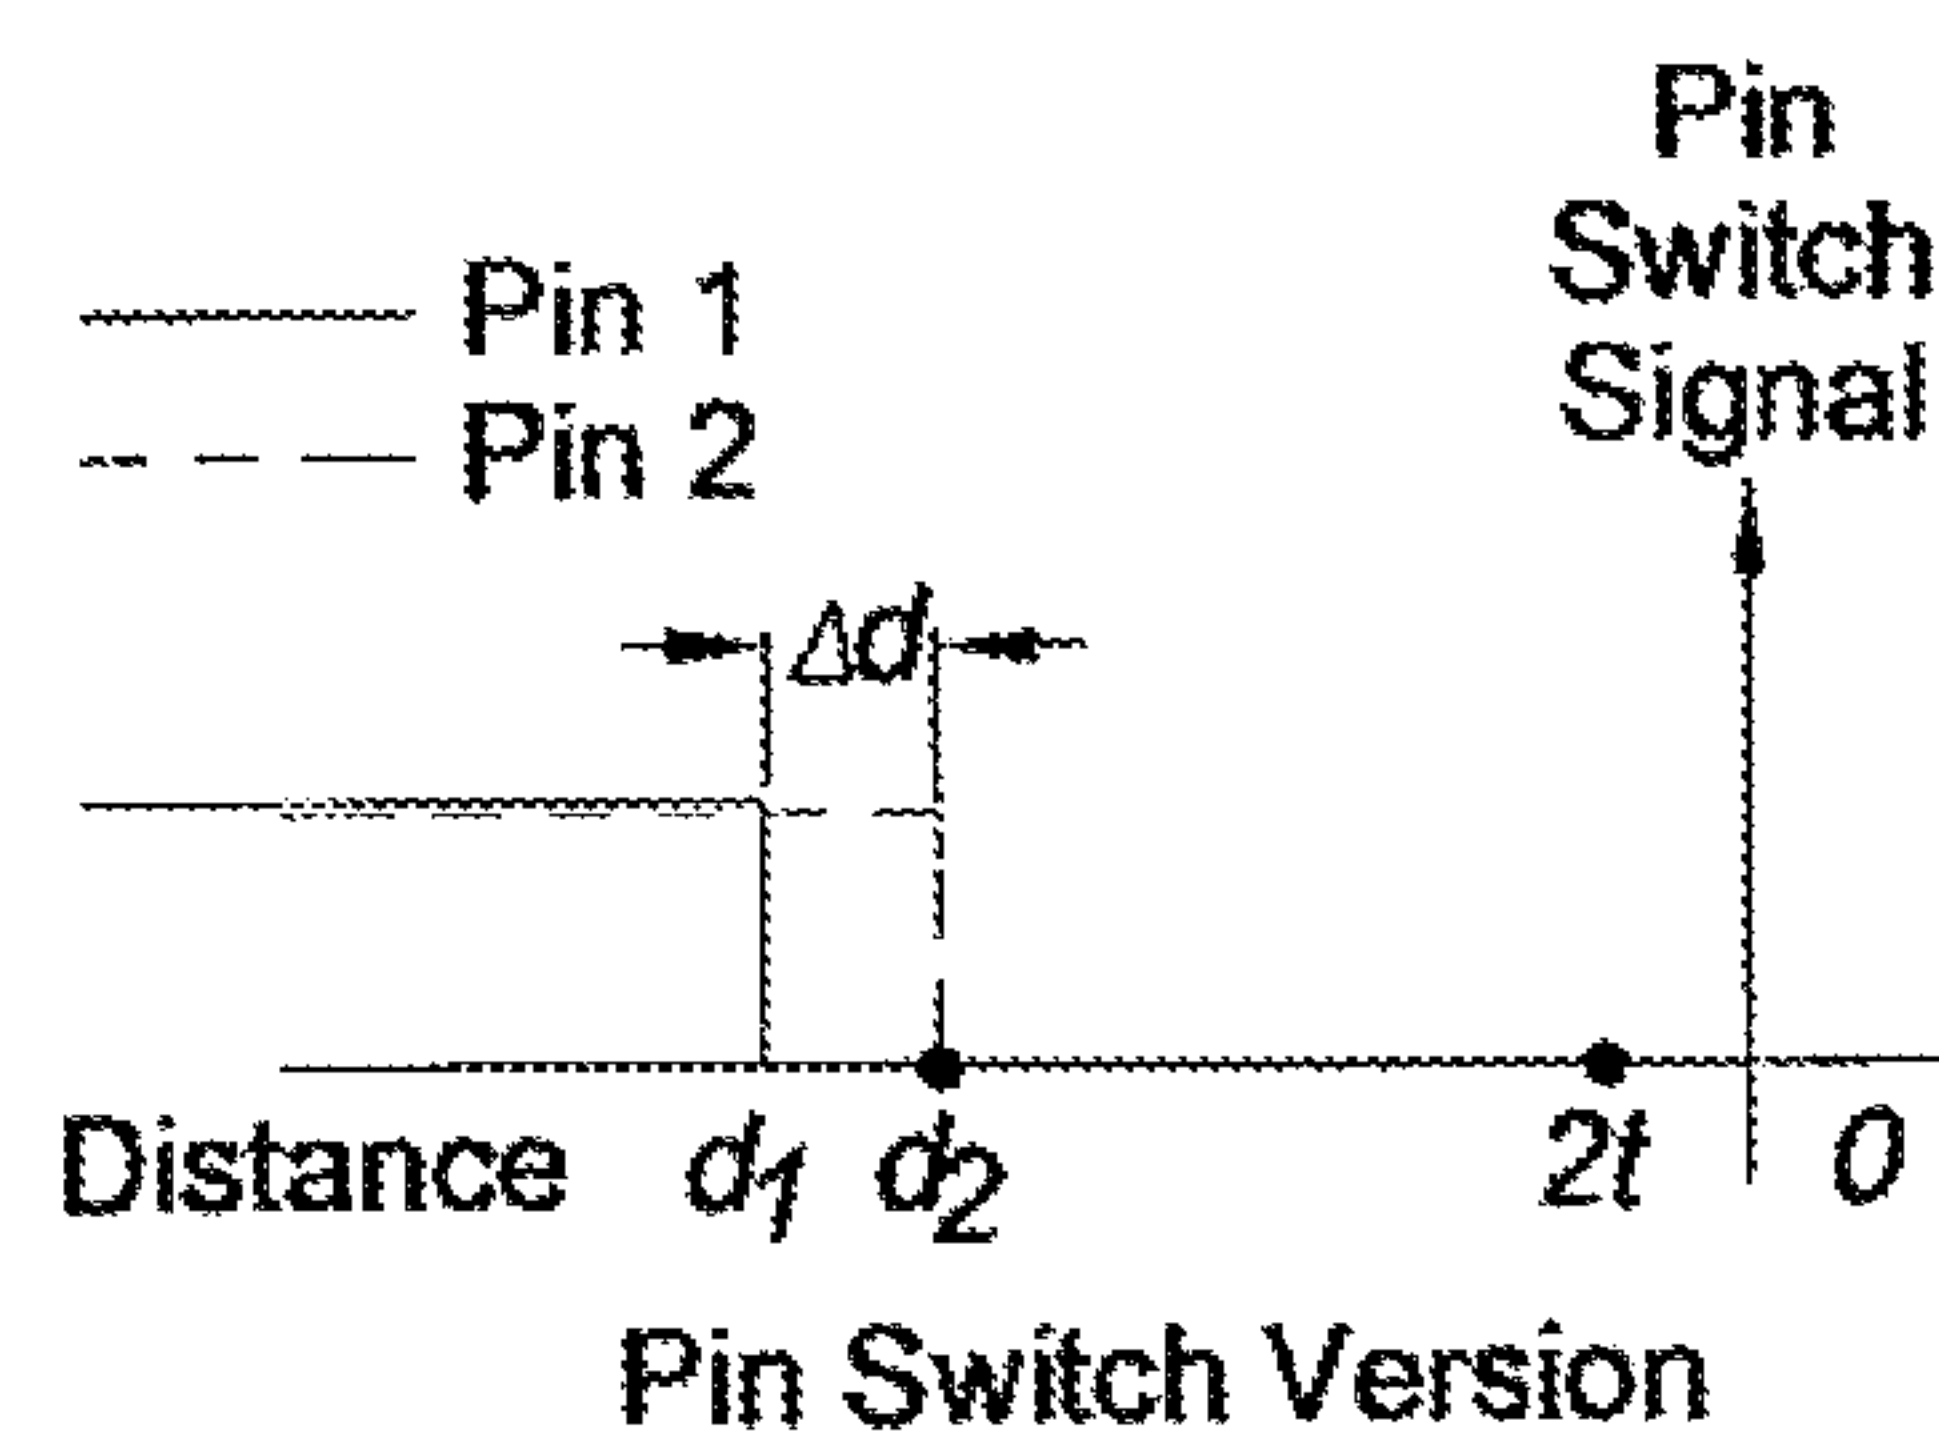 Pin
Switch
Signal
Pin 1
Pin 2
Δd
Distance d1 d2 2t 0
Pin Switch Version